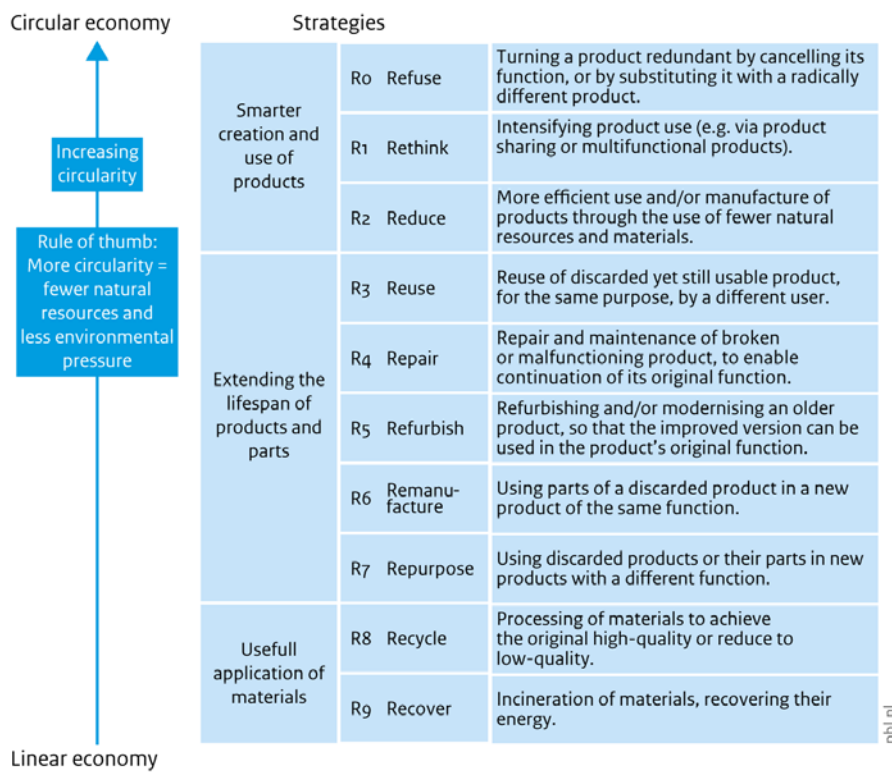 Circular economy
Strategies
Increasing
circularity
Rule of thumb:
More circularity =
fewer natural
resources and
less environmental
pressure
Linear economy
Smarter
creation and
use of
products
R0 Refuse
Turning a product redundant by cancelling its
function, or by substituting it with a radically
different product.
R1 Rethink
Intensifying product use (e.g. via product
sharing or multifunctional products).
R2 Reduce
More efficient use and/or manufacture of
products through the use of fewer natural
resources and materials.
Extending the
lifespan of
products and
parts
R3 Reuse
Reuse of discarded yet still usable product,
for the same purpose, by a different user.
R4 Repair
Repair and maintenance of broken
or malfunctioning product, to enable
continuation of its original function.
R5 Refurbish
Refurbishing and/or modernising an older
product, so that the improved version can be
used in the product's original function.
R6 Remanu-
facture
Using parts of a discarded product in a new
product of the same function.
R7 Repurpose
Using discarded products or their parts in new
products with a different function.
Usefull
application of
materials
R8 Recycle
Processing of materials to achieve
the original high-quality or reduce to
low-quality.
R9 Recover
Incineration of materials, recovering their
energy.
pbl.nl